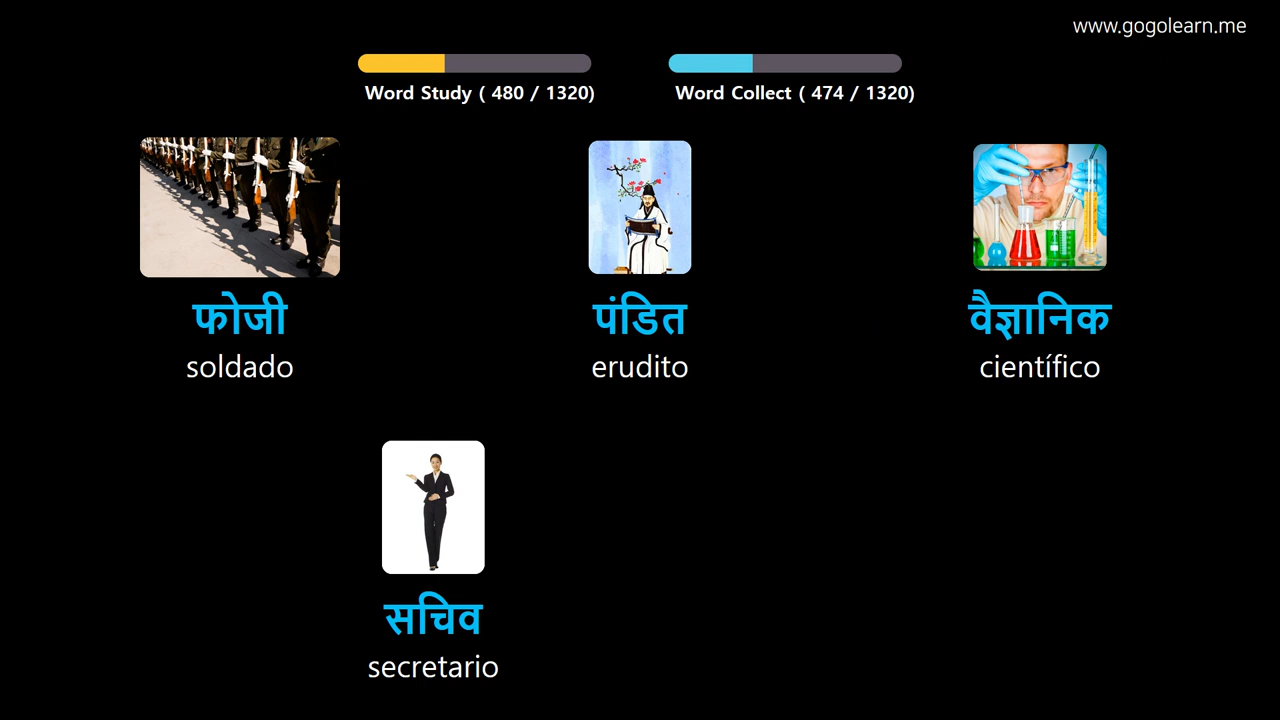 www.gogolearn.me
Word Study ( 480 / 1320)
Word Collect ( 474 / 1320)
फोजी
पंडित
वैज्ञानिक
soldado
erudito
científico
सचिव
secretario